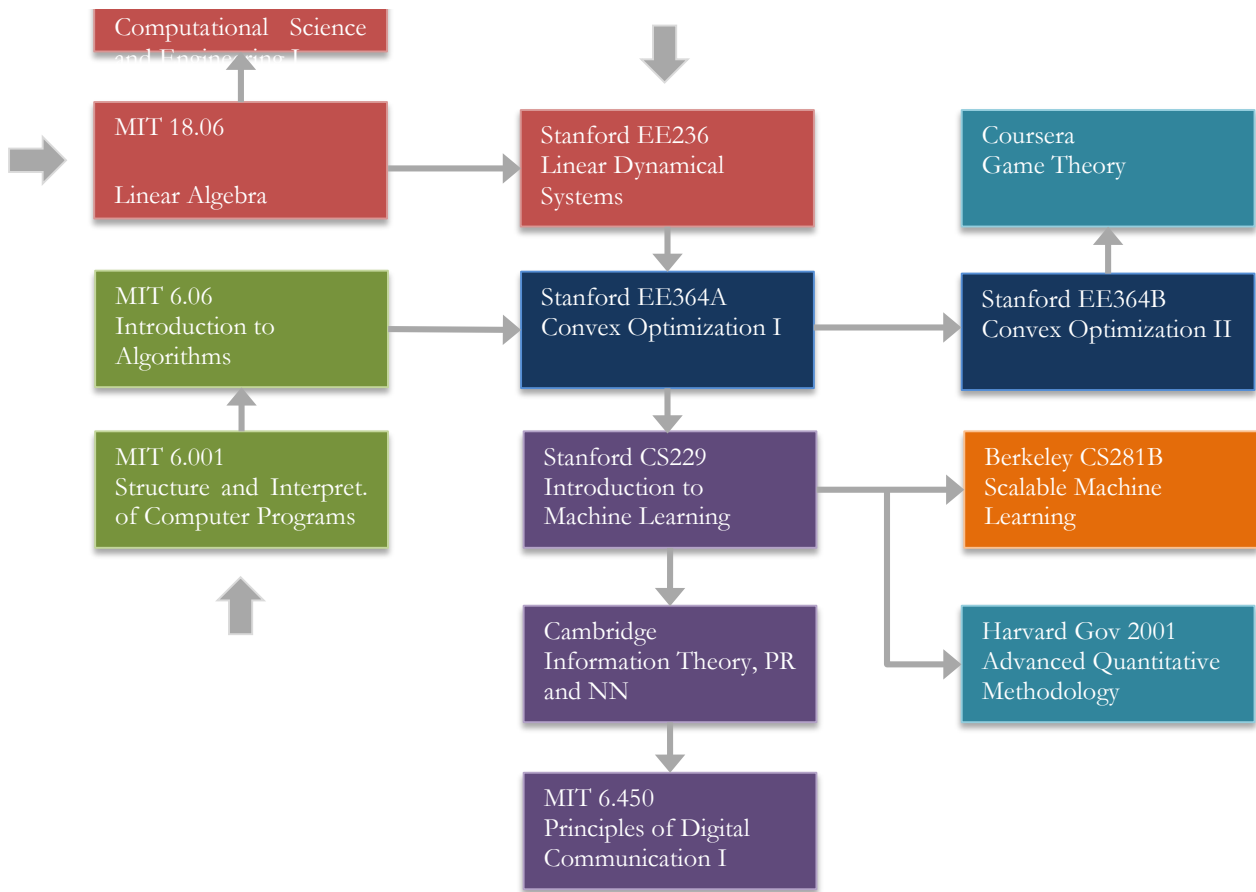 Computational Science
and Engineering I
MIT 18.06
Linear Algebra
Stanford EE236
Linear Dynamical
Systems
Coursera
Game Theory
MIT 6.06
Introduction to
Algorithms
Stanford EE364A
Convex Optimization I
Stanford EE364B
Convex Optimization II
MIT 6.001
Structure and Interpret.
of Computer Programs
Stanford CS229
Introduction to
Machine Learning
Berkeley CS281B
Scalable Machine
Learning
Cambridge
Information Theory, PR
and NN
Harvard Gov 2001
Advanced Quantitative
Methodology
MIT 6.450
Principles of Digital
Communication I